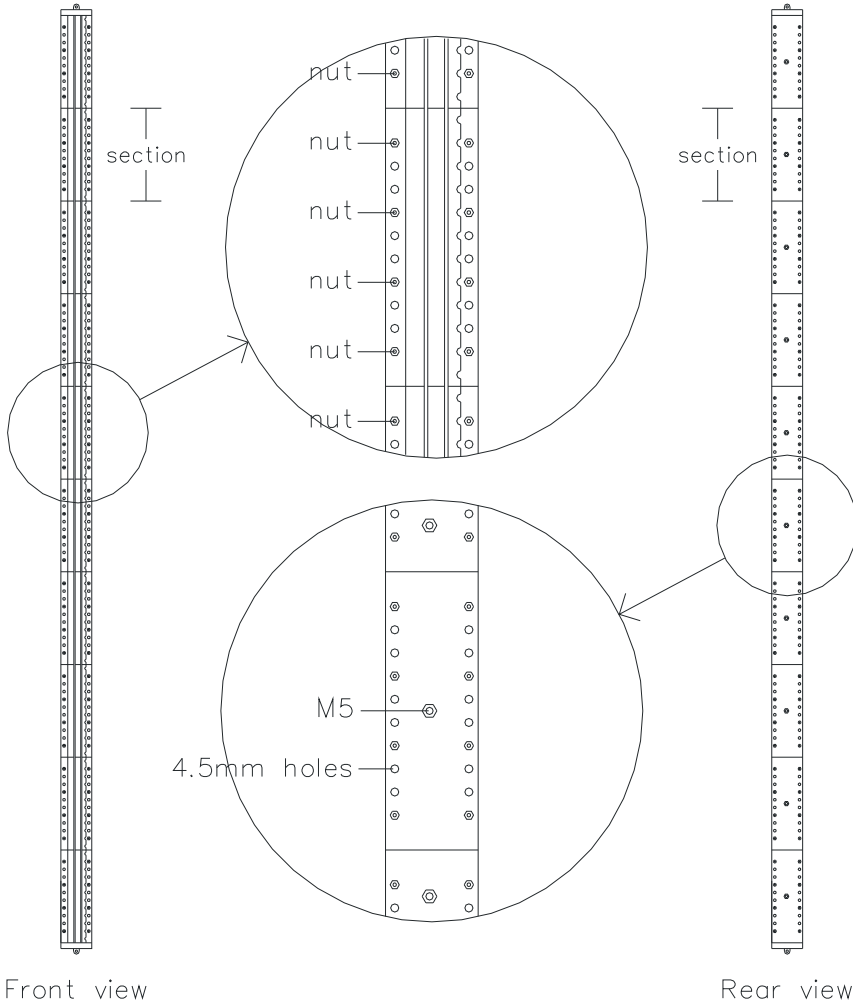 nut
nut
section
section
nut
nut
nut
nut
M5
4.5mm holes
Front view
Rear view